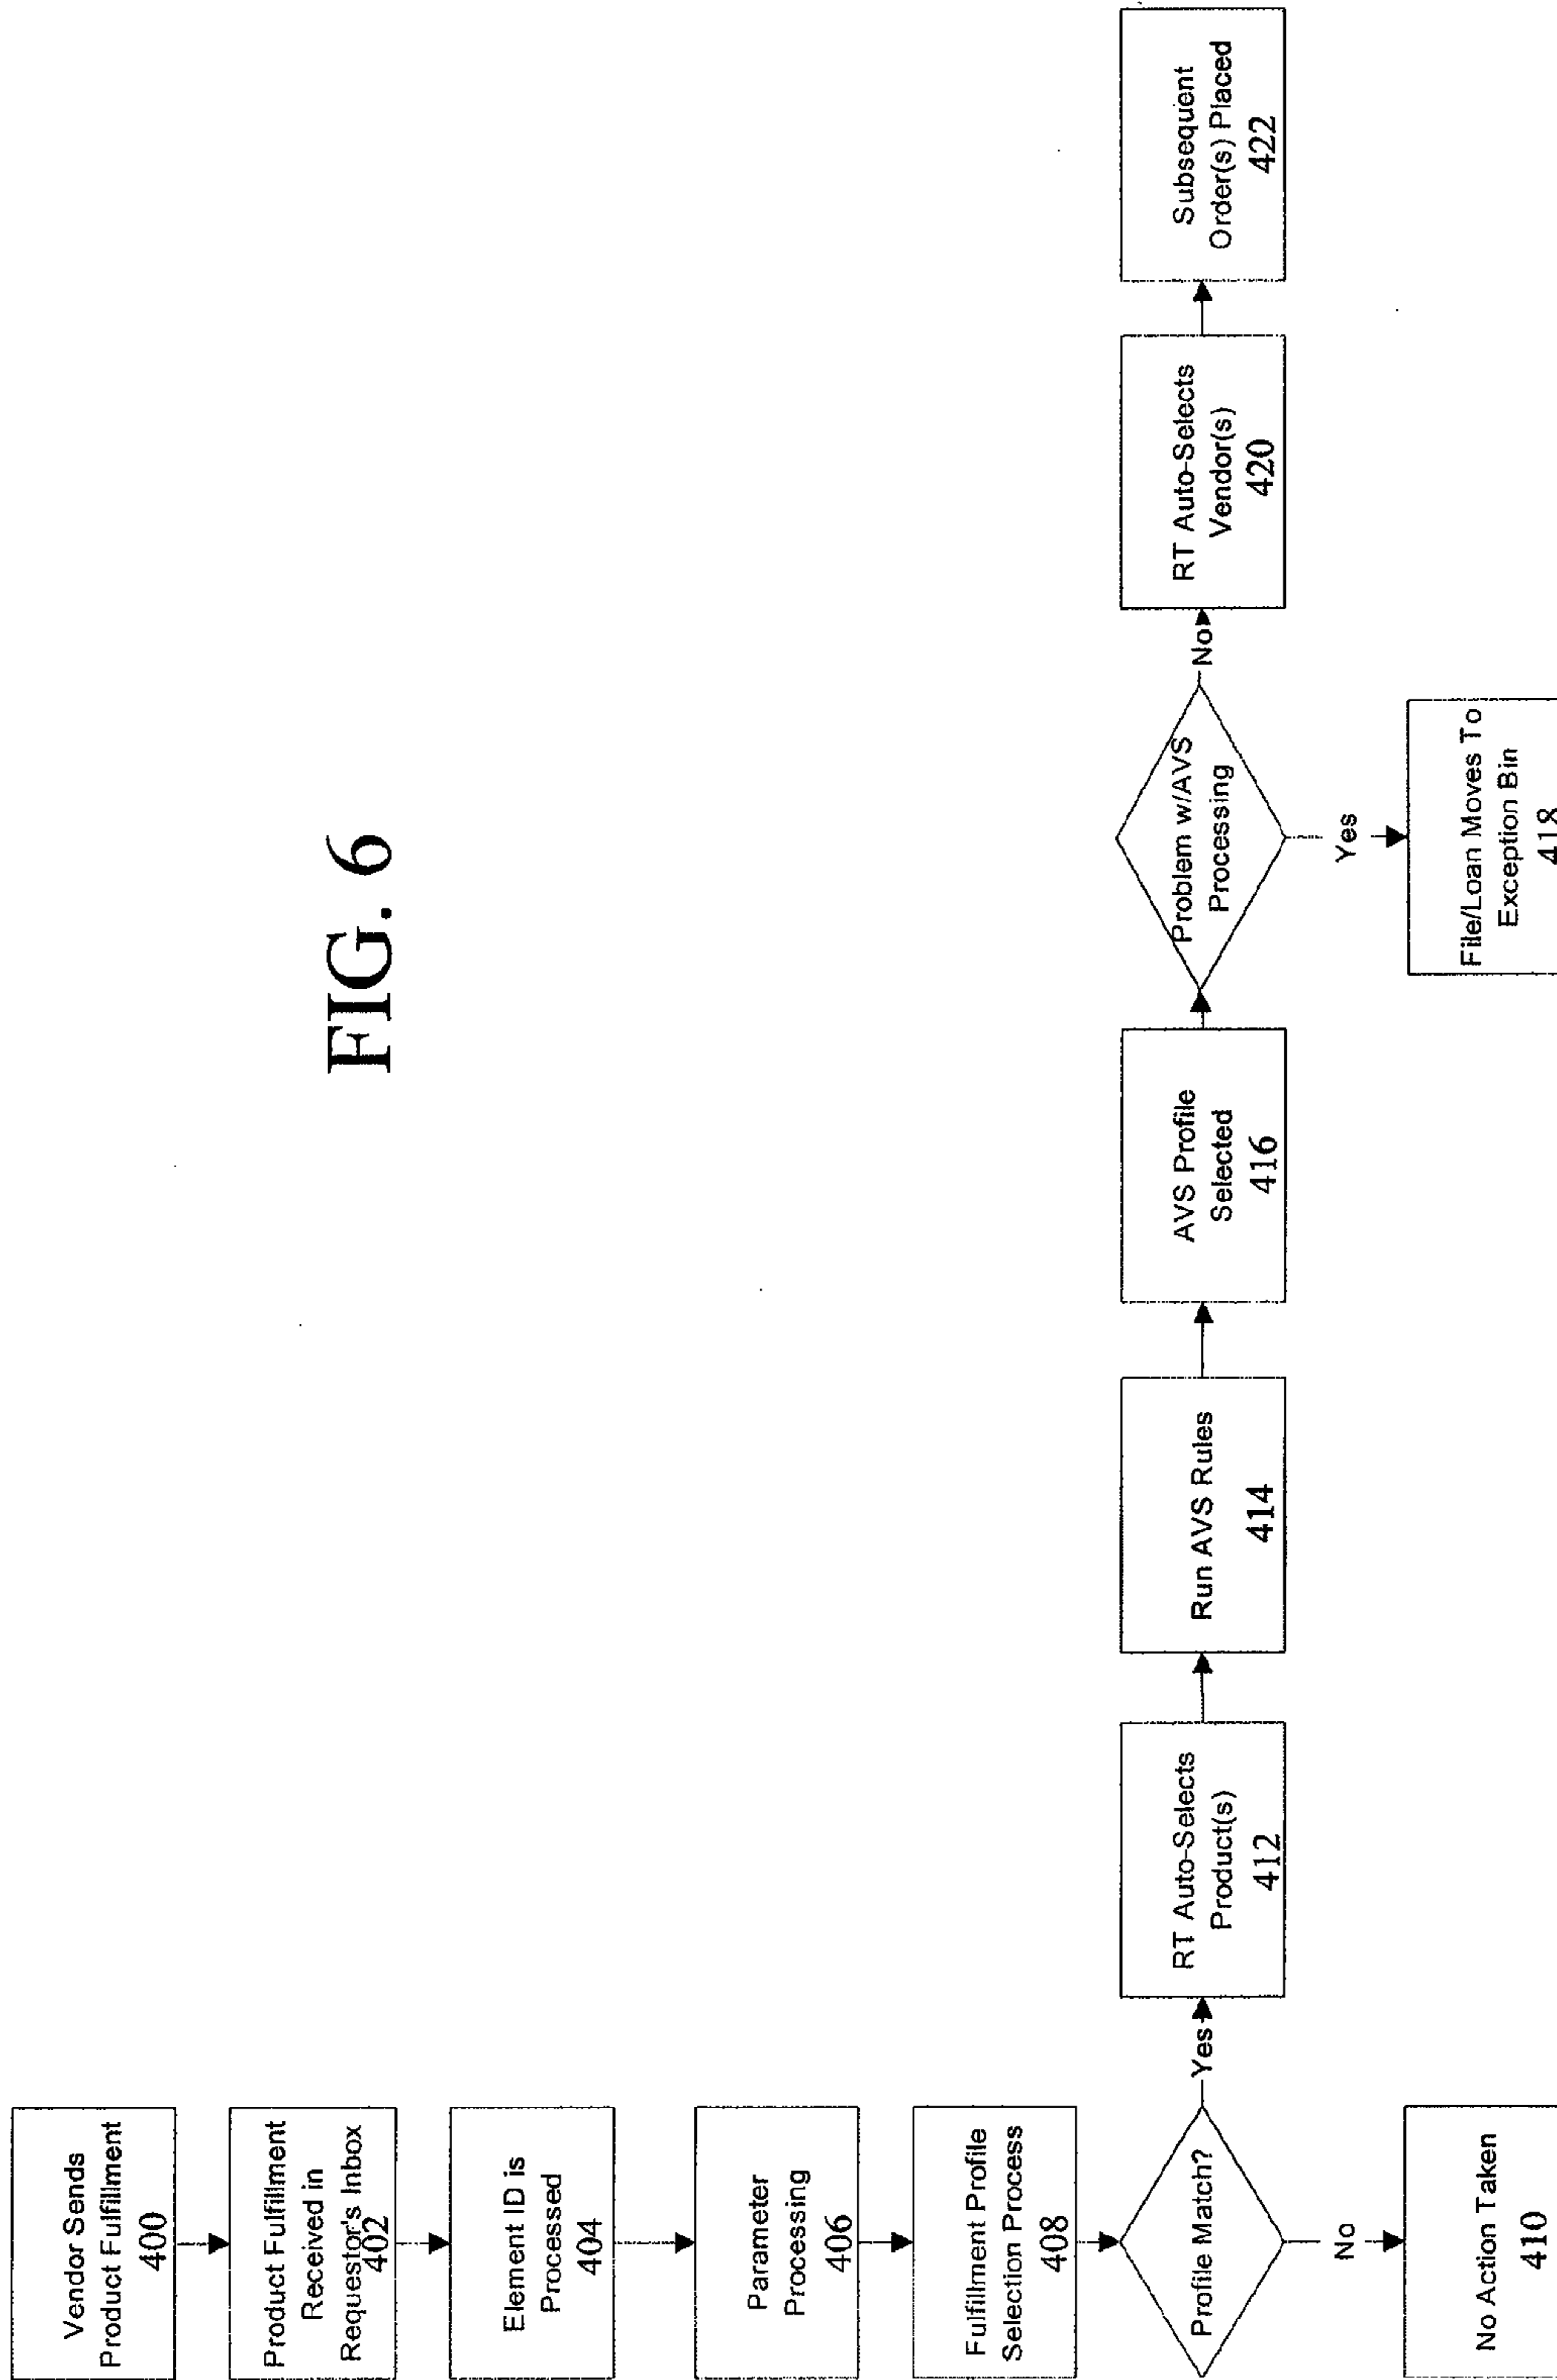 FIG. 6
Vendor Sends
Product Fulfillment
400
Product Fulfillment
Received in
Requestor's Inbox
402
Element ID is
Processed
404
Parameter
Processing
406
Fulfillment Profile
Selection Process
408
Profile Match?
No
No Action Taken
410
Yes
RT Auto-Selects
Product(s)
412
Run AVS Rules
414
AVS Profile
Selected
416
Problem w/AVS
Processing
Yes
File/Loan Moves To
Exception Bin
418
No
RT Auto-Selects
Vendor(s)
420
Subsequent
Order(s) Placed
422